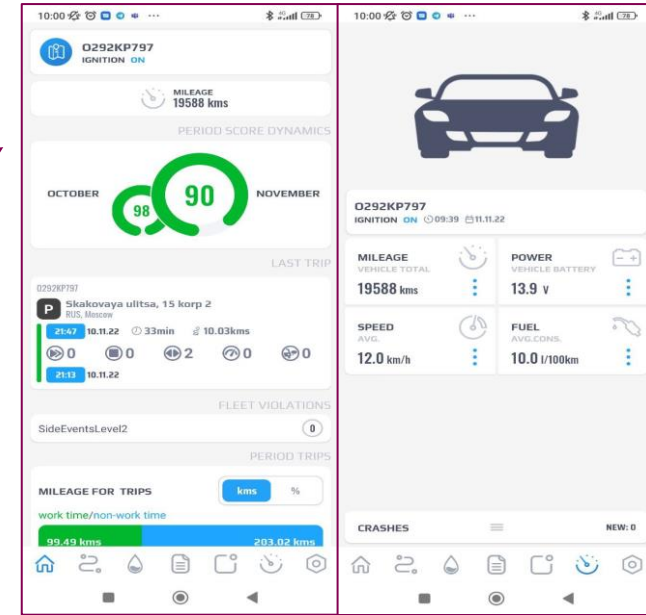 10:00
4G
78
O292KP797
IGNITION ON
MILEAGE
19588 kms
PERIOD SCORE DYNAMICS
OCTOBER
98
90
NOVEMBER
LAST TRIP
O292KP797
P
Skakovaya ulitsa, 15 korp 2
RUS, Moscow
21:47 10.11.22 33min 10.03kms
0 0 2 0 0
21:13 10.11.22
FLEET VIOLATIONS
SideEventsLevel2 0
PERIOD TRIPS
MILEAGE FOR TRIPS kms %
work time/non-work time
99.49 kms 203.02 kms
10:00
4G
78
O292KP797
IGNITION ON 09:39 11.11.22
MILEAGE
VEHICLE TOTAL
19588 kms
POWER
VEHICLE BATTERY
13.9 V
SPEED
AVG.
12.0 km/h
FUEL
AVG.CONS.
10.0 l/100km
CRASHES NEW: 0